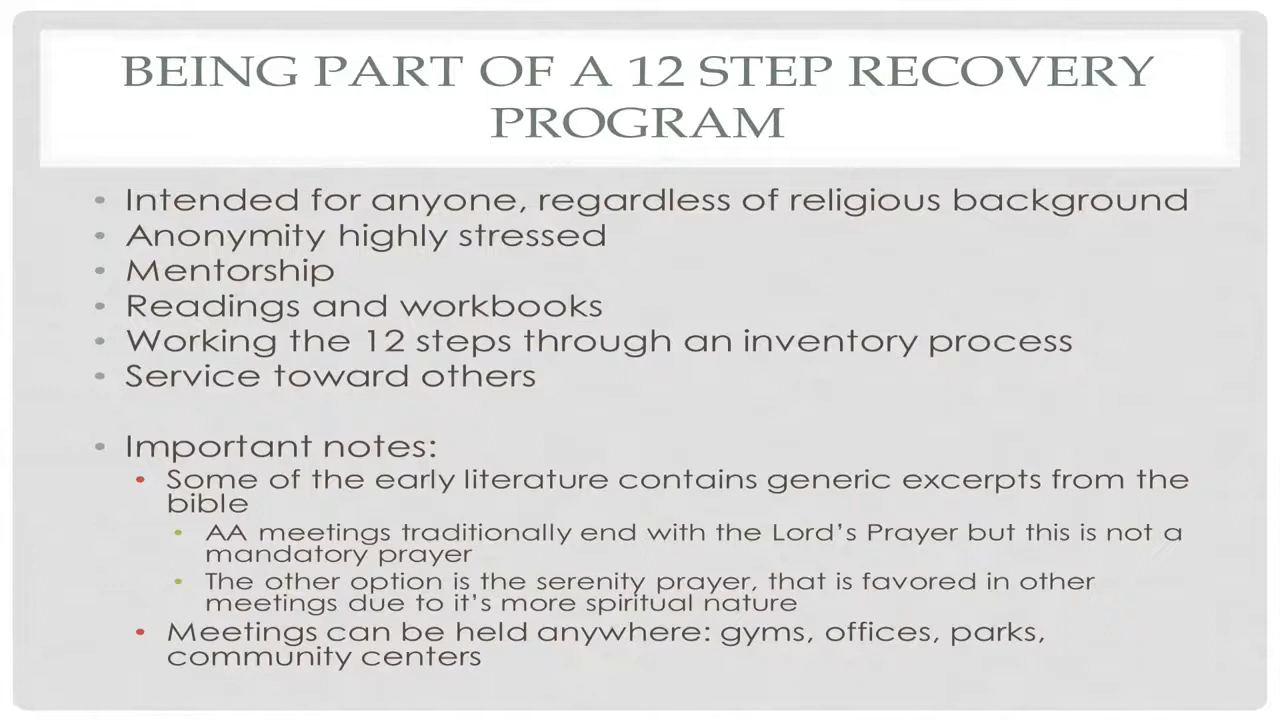 BEING PART OF A 12 STEP RECOVERY
PROGRAM
• Intended for anyone, regardless of religious background
• Anonymity highly stressed
• Mentorship
• Readings and workbooks
• Working the 12 steps through an inventory process
• Service toward others
• Important notes:
• Some of the early literature contains generic excerpts from the
bible
• AA meetings traditionally end with the Lord's Prayer but this is not a
mandatory prayer
• The other option is the serenity prayer, that is favored in other
meetings due to it's more spiritual nature
• Meetings can be held anywhere: gyms, offices, parks,
community centers